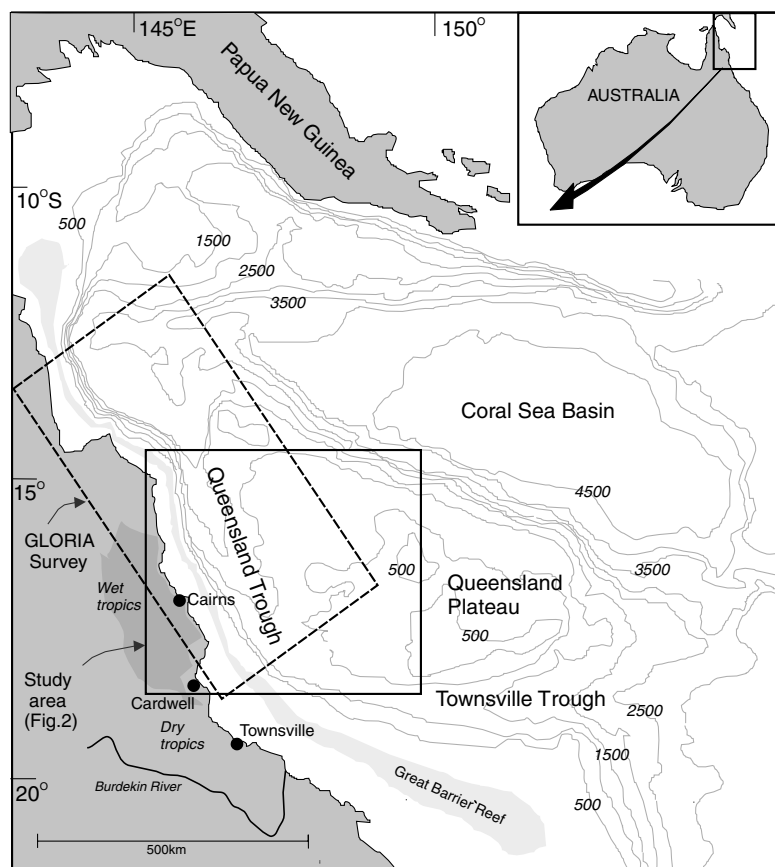 145°E
150°
Papua New Guinea
AUSTRALIA
10°S
500
1500
2500
3500
Coral Sea Basin
15°
4500
GLORIA
Survey
Queensland Trough
500
3500
Queensland
Plateau
Wet
tropics
Cairns
500
Study
area
(Fig.2)
Cardwell
Townsville Trough
2500
Dry
tropics
Townsville
1500
Great Barrier Reef
500
20°
Burdekin River
500km